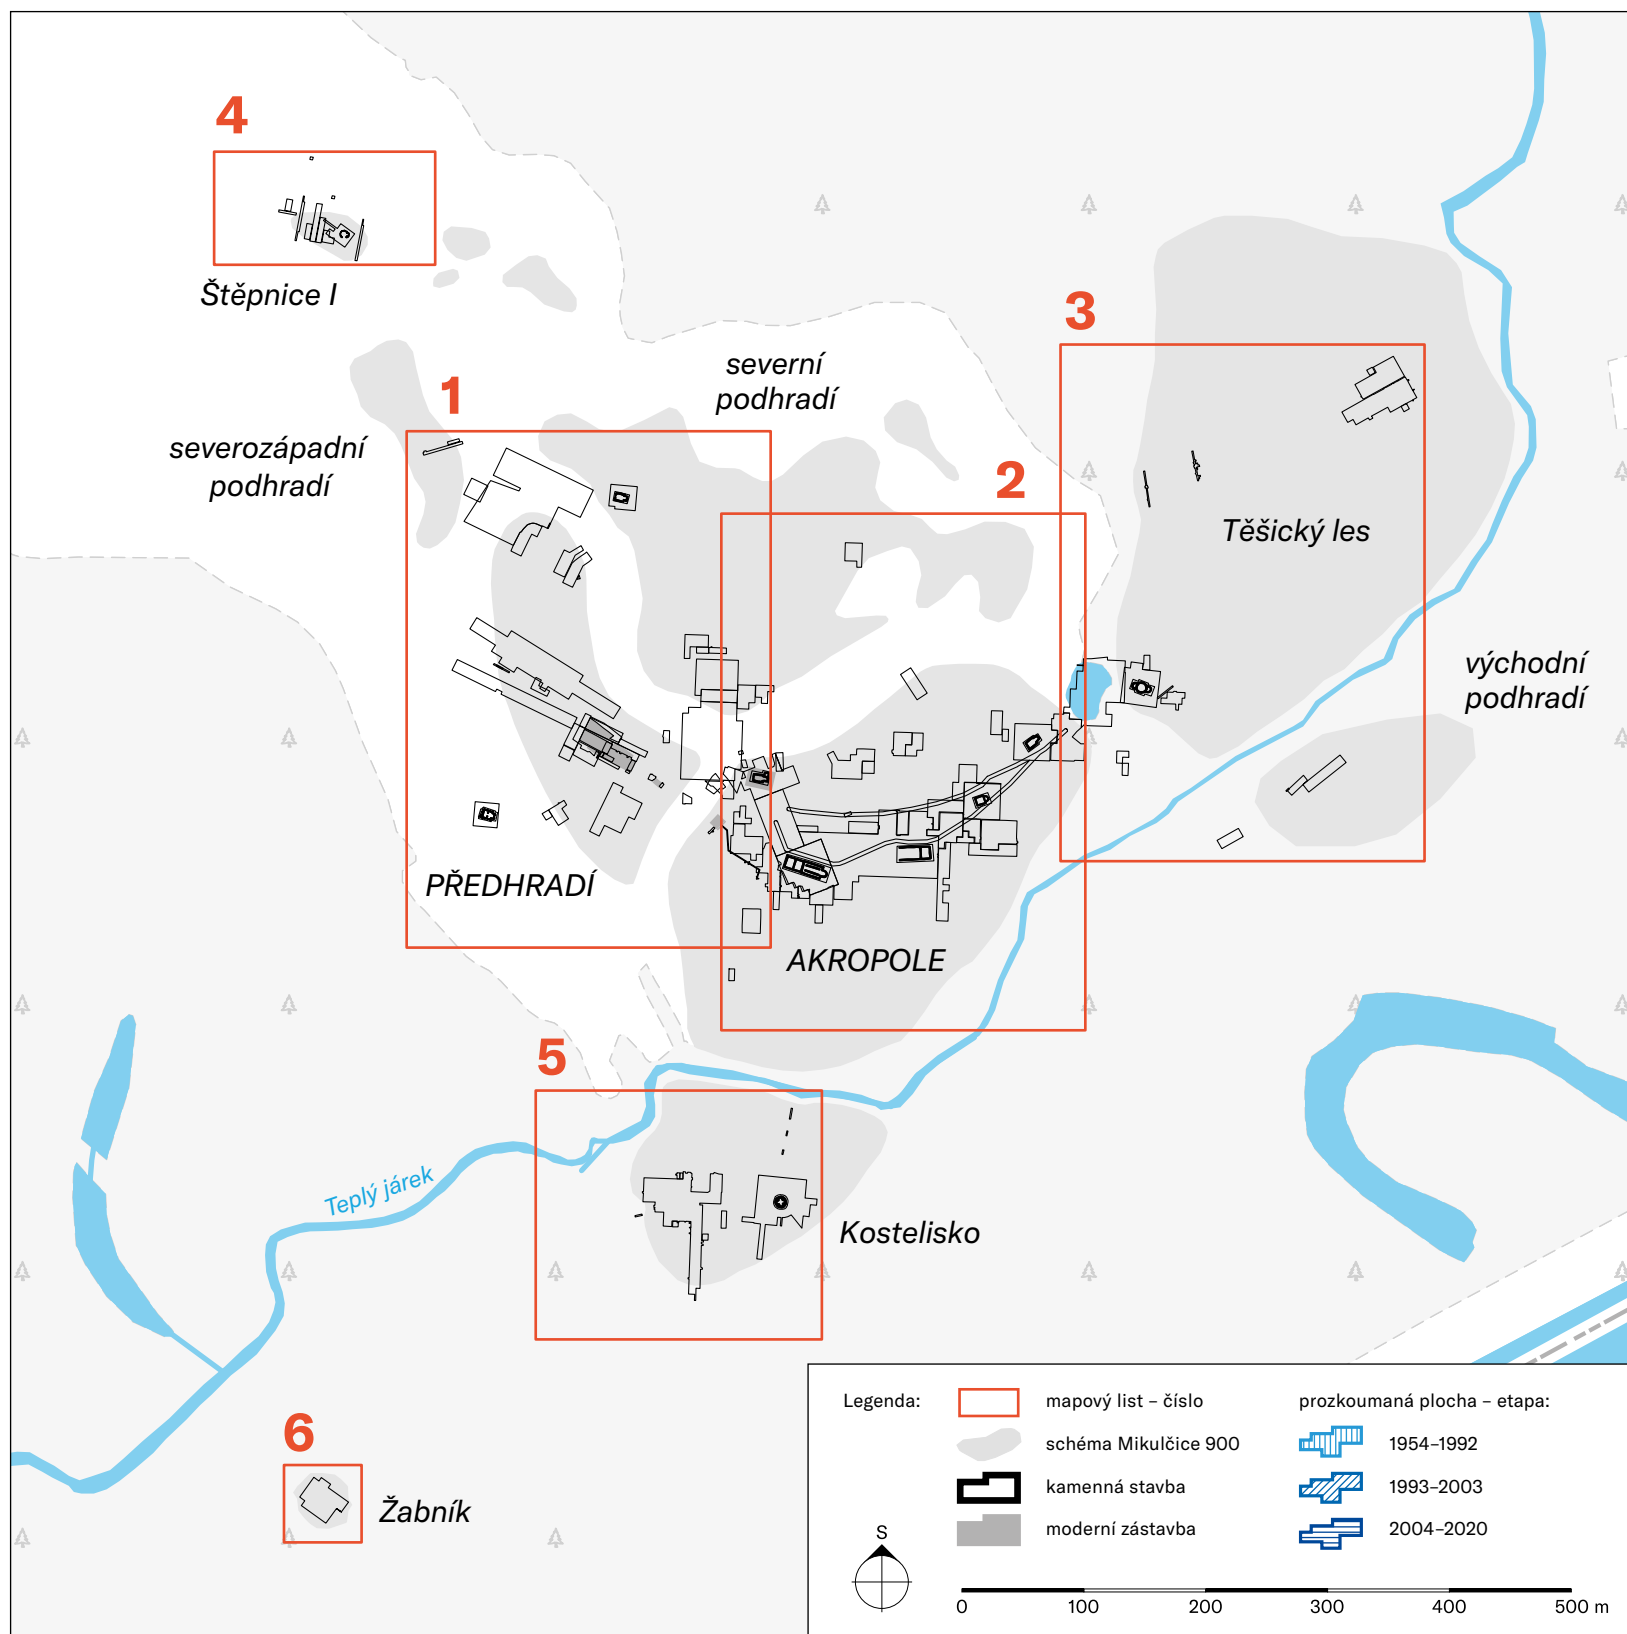 4
Štěpnice I
3
severní
podhradí
1
severozápadní
podhradí
2
Těšický les
východní
podhradí
PŘEDHRADÍ
AKROPOLE
5
Teplý járek
Kostelisko
6
Žabník
Legenda:
mapový list – číslo
schéma Mikulčice 900
kamenná stavba
moderní zástavba
prozkoumaná plocha – etapa:
1954–1992
1993–2003
2004–2020
S
0 100 200 300 400 500 m